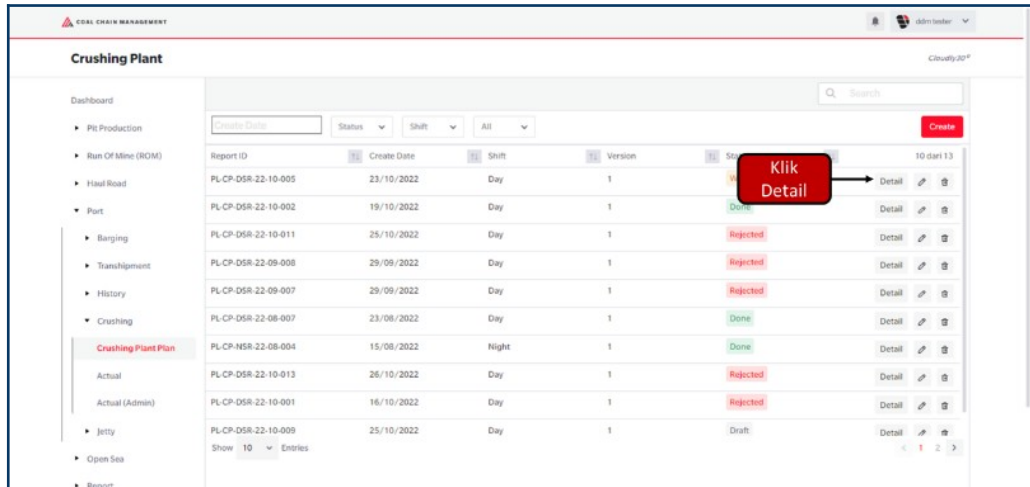 COAL CHAIN MANAGEMENT
ddm tester
Crushing Plant
Cloudly30®
Dashboard
Pit Production
Run Of Mine (ROM)
Haul Road
Port
Barging
Transhipment
History
Crushing
Crushing Plant Plan
Actual
Actual (Admin)
Jetty
Open Sea
Report
Search
Create Date Status Shift All Create
Report ID Create Date Shift Version 10 dari 13
PL-CP-DSR-22-10-005 23/10/2022 Day 1 Detail
PL-CP-DSR-22-10-002 19/10/2022 Day 1 Done Detail
PL-CP-DSR-22-10-011 25/10/2022 Day 1 Rejected Detail
PL-CP-DSR-22-09-008 29/09/2022 Day 1 Rejected Detail
PL-CP-DSR-22-09-007 29/09/2022 Day 1 Rejected Detail
PL-CP-DSR-22-08-007 23/08/2022 Day 1 Done Detail
PL-CP-NSR-22-08-004 15/08/2022 Night 1 Done Detail
PL-CP-DSR-22-10-013 26/10/2022 Day 1 Rejected Detail
PL-CP-DSR-22-10-001 16/10/2022 Day 1 Rejected Detail
PL-CP-DSR-22-10-009 25/10/2022 Day 1 Draft Detail
Show 10 Entries
< 1 2 >
Klik
Detail